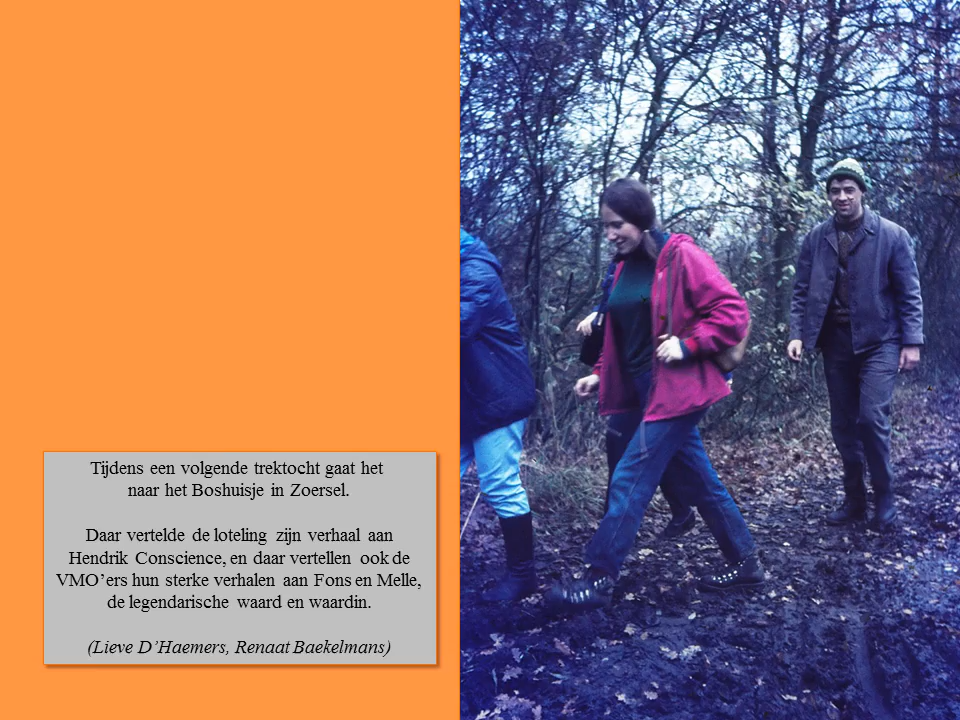 Tijdens een volgende trektocht gaat het
naar het Boshuisje in Zoersel.
Daar vertelde de loteling zijn verhaal aan
Hendrik Conscience, en daar vertellen ook de
VMO’ers hun sterke verhalen aan Fons en Melle,
de legendarische waard en waardin.
(Lieve D’Haemers, Renaat Baekelmans)